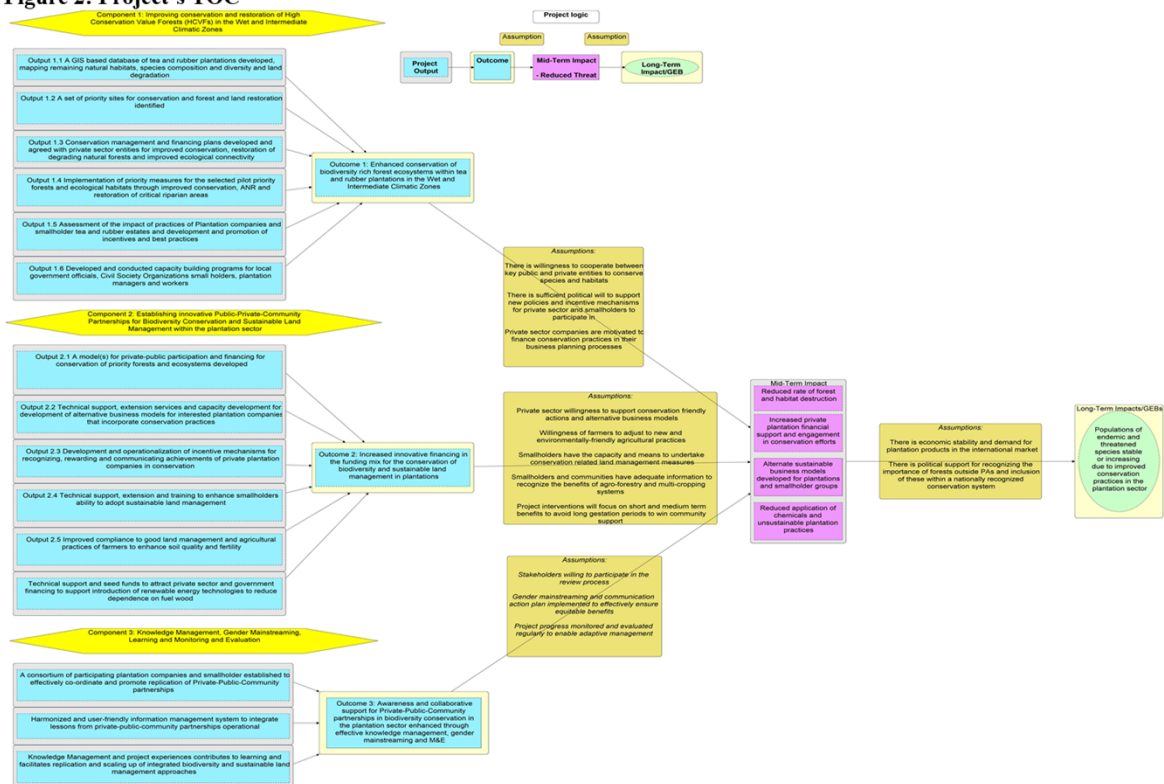 Figure 2: Project's TOC
Component 1: Improving conservation and restoration of High
Conservation Value Forests (HCVFs) in the Wet and Intermediate
Climatic Zones
Project logic
Assumption
Assumption
Project
Output
Outcome
Mid-Term Impact
- Reduced Threat
Long-Term
Impact/GEB
Output 1.1 A GIS based database of tea and rubber plantations developed,
mapping remaining natural habitats, species composition and diversity and land
degradation
Output 1.2 A set of priority sites for conservation and forest and land restoration
identified
Output 1.3 Conservation management and financing plans developed and
agreed with private sector entities for improved conservation, restoration of
degrading natural forests and improved ecological connectivity
Output 1.4 Implementation of priority measures for the selected pilot priority
forests and ecological habitats through improved conservation, ANR and
restoration of critical riparian areas
Output 1.5 Assessment of the impact of practices of Plantation companies and
smallholder tea and rubber estates and development and promotion of
incentives and best practices
Output 1.6 Developed and conducted capacity building programs for local
government officials, Civil Society Organizations small holders, plantation
managers and workers
Outcome 1: Enhanced conservation of
biodiversity rich forest ecosystems within tea
and rubber plantations in the Wet and
Intermediate Climatic Zones
Assumptions:
There is willingness to cooperate between
key public and private entities to conserve
species and habitats
There is sufficient political will to support
new policies and incentive mechanisms
for private sector and smallholders to
participate in
Private sector companies are motivated to
finance conservation practices in their
business planning processes
Component 2: Establishing innovative Public-Private-Community
Partnerships for Biodiversity Conservation and Sustainable Land
Management within the plantation sector
Output 2.1 A model(s) for private-public participation and financing for
conservation of priority forests and ecosystems developed
Output 2.2 Technical support, extension services and capacity development for
development of alternative business models for interested plantation companies
that incorporate conservation practices
Output 2.3 Development and operationalization of incentive mechanisms for
recognizing, rewarding and communicating achievements of private plantation
companies in conservation
Output 2.4 Technical support, extension and training to enhance smallholders
ability to adopt sustainable land management
Output 2.5 Improved compliance to good land management and agricultural
practices of farmers to enhance soil quality and fertility
Technical support and seed funds to attract private sector and government
financing to support introduction of renewable energy technologies to reduce
dependence on fuel wood
Outcome 2: Increased innovative financing in
the funding mix for the conservation of
biodiversity and sustainable land
management in plantations
Assumptions:
Private sector willingness to support conservation friendly
actions and alternative business models
Willingness of farmers to adjust to new and
environmentally-friendly agricultural practices
Smallholders have the capacity and means to undertake
conservation related land management measures
Smallholders and communities have adequate information to
recognize the benefits of agro-forestry and multi-cropping
systems
Project interventions will focus on short and medium term
benefits to avoid long gestation periods to win community
support
Mid-Term Impact
Reduced rate of forest
and habitat destruction
Increased private
plantation financial
support and engagement
in conservation efforts
Alternate sustainable
business models
developed for plantations
and smallholder groups
Reduced application of
chemicals and
unsustainable plantation
practices
Assumptions:
There is economic stability and demand for
plantation products in the international market
There is political support for recognizing the
importance of forests outside PAs and inclusion of
these within a nationally recognized conservation
system
Long-Term Impacts/GEBs
Populations of
endemic and
threatened
species stable
or increasing
due to improved
conservation
practices in the
plantation sector
Component 3: Knowledge Management, Gender Mainstreaming,
Learning and Monitoring and Evaluation
A consortium of participating plantation companies and smallholder established to
effectively co-ordinate and promote replication of Private-Public-Community
partnerships
Harmonized and user-friendly information management system to integrate
lessons from private-public-community partnerships operational
Knowledge Management and project experiences contributes to learning and
facilitates replication and scaling up of integrated biodiversity and sustainable land
management approaches
Outcome 3: Awareness and collaborative
support for Private-Public-Community
partnerships in biodiversity conservation in
the plantation sector enhanced through
effective knowledge management, gender
mainstreaming and M&E
Assumptions:
Stakeholders willing to participate in the
review process
Gender mainstreaming and communication
action plan implemented to effectively ensure
equitable benefits
Project progress monitored and evaluated
regularly to enable adaptive management